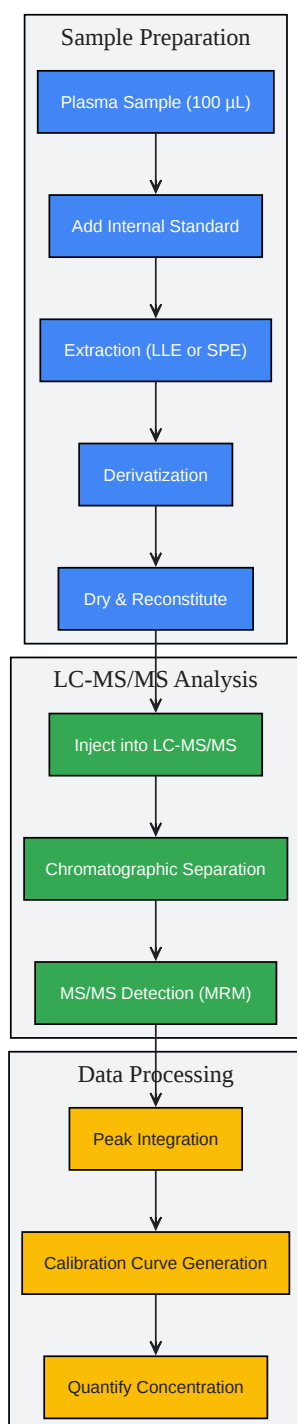 Sample Preparation
Plasma Sample (100 µL)
Add Internal Standard
Extraction (LLE or SPE)
Derivatization
Dry & Reconstitute
LC-MS/MS Analysis
Inject into LC-MS/MS
Chromatographic Separation
MS/MS Detection (MRM)
Data Processing
Peak Integration
Calibration Curve Generation
Quantify Concentration